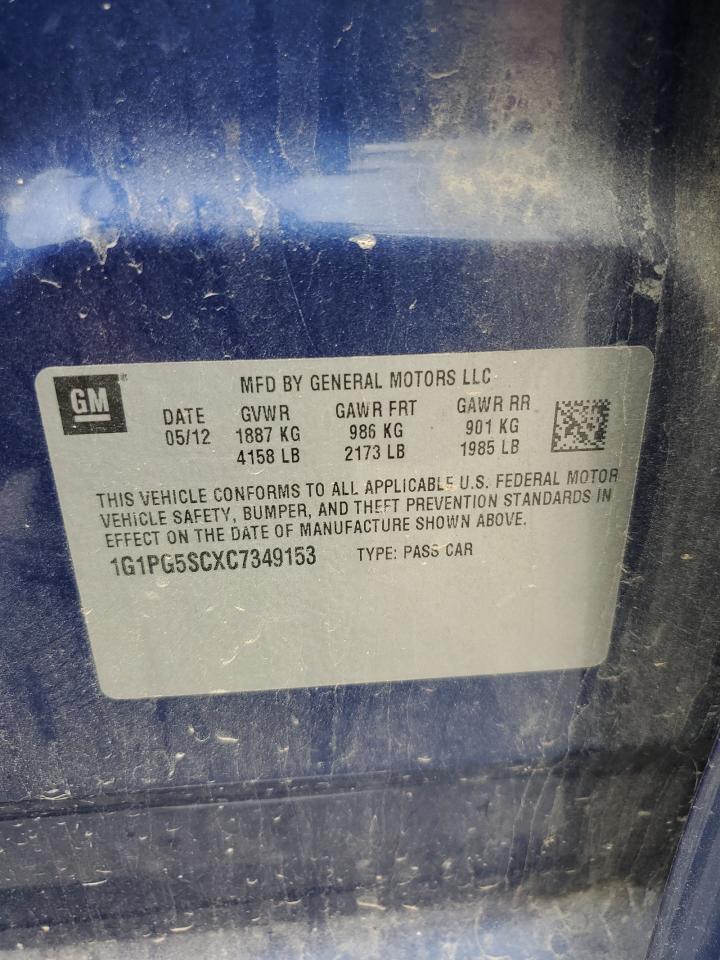 GM
MFD BY GENERAL MOTORS LLC
DATE GVWR GAWR FRT GAWR RR
05/12 1887 KG 986 KG 901 KG
4158 LB 2173 LB 1985 LB
THIS VEHICLE CONFORMS TO ALL APPLICABLE U.S. FEDERAL MOTOR
VEHICLE SAFETY, BUMPER, AND THEFT PREVENTION STANDARDS IN
EFFECT ON THE DATE OF MANUFACTURE SHOWN ABOVE.
1G1PG5SCXC7349153 TYPE: PASS CAR